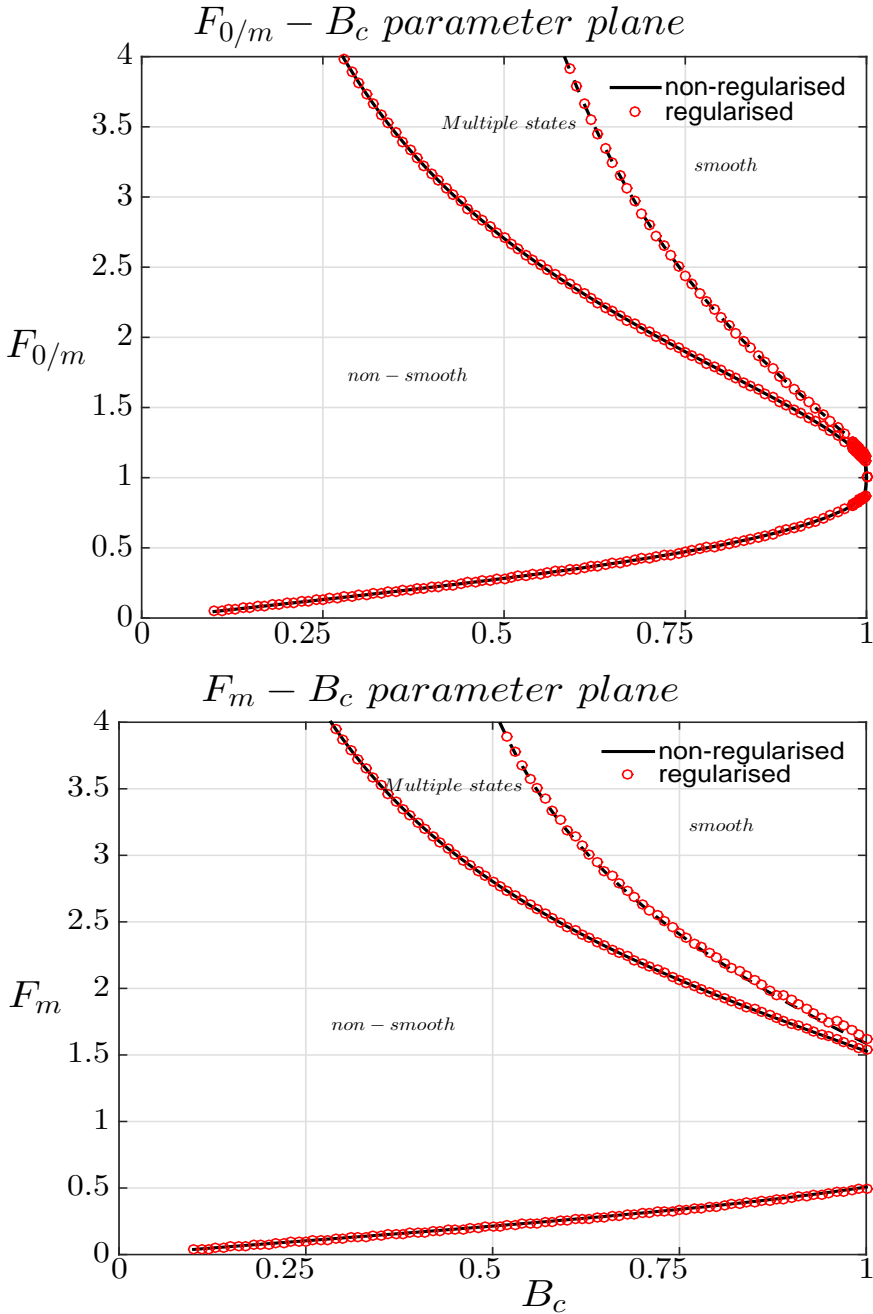 F_{0/m} − B_c parameter plane
4
non-regularised
regularised
Multiple states
3.5
smooth
3
2.5
F_{0/m}
2
non − smooth
1.5
1
0.5
0
0 0.25 0.5 0.75 1
F_m − B_c parameter plane
4
non-regularised
regularised
Multiple states
3.5
smooth
3
2.5
F_m
2
non − smooth
1.5
1
0.5
0
0 0.25 0.5 0.75 1
B_c